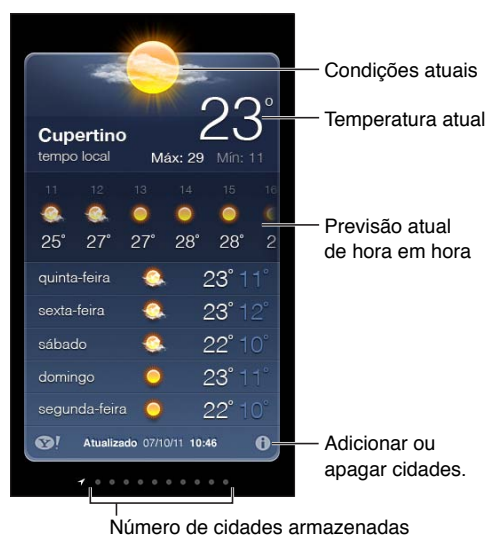 Condições atuais
23°
Temperatura atual
Cupertino
tempo local
Máx: 29 Mín: 11
11 12 13 14 15 16
25° 27° 27° 28° 28° 2
Previsão atual
de hora em hora
quinta-feira 23° 11°
sexta-feira 23° 12°
sábado 22° 10°
domingo 23° 11°
segunda-feira 22° 10°
Y! Atualizado 07/10/11 10:46 i
Adicionar ou
apagar cidades.
Número de cidades armazenadas